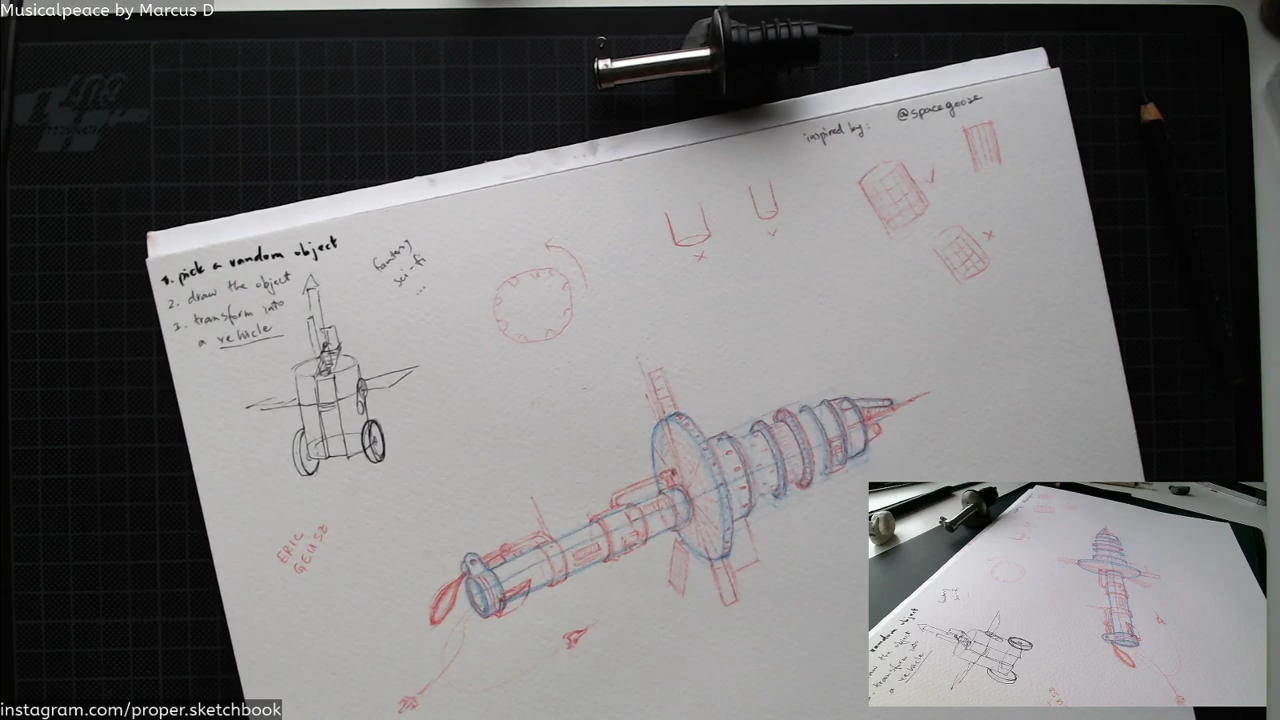 Musicalpeace by Marcus D
inspired by: @spacegooze
1. pick a random object
2. draw the object
3. transform into
a vehicle
fantasy
sci-fi
...
ERIC
GEUSZ
instagram.com/proper.sketchbook